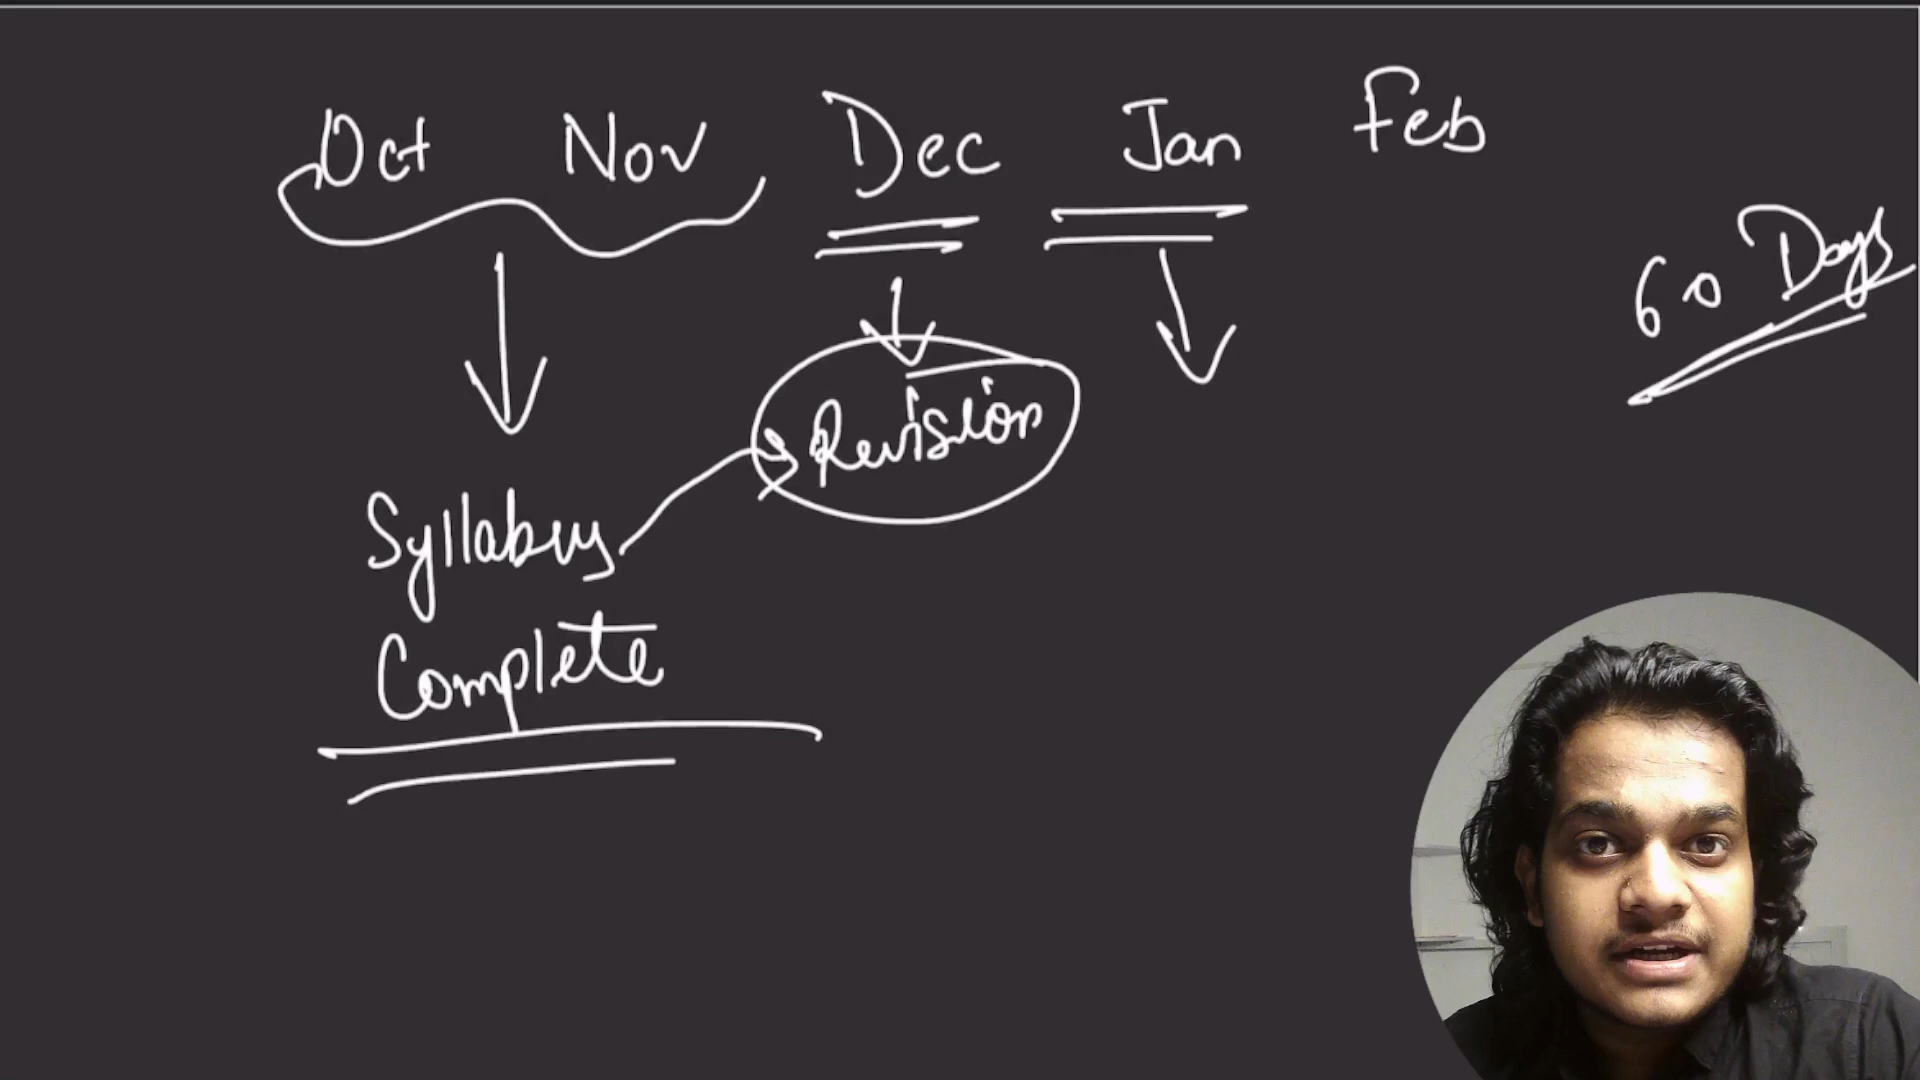 Oct Nov Dec Jan Feb
60 Days
Revision
Syllabus
Complete